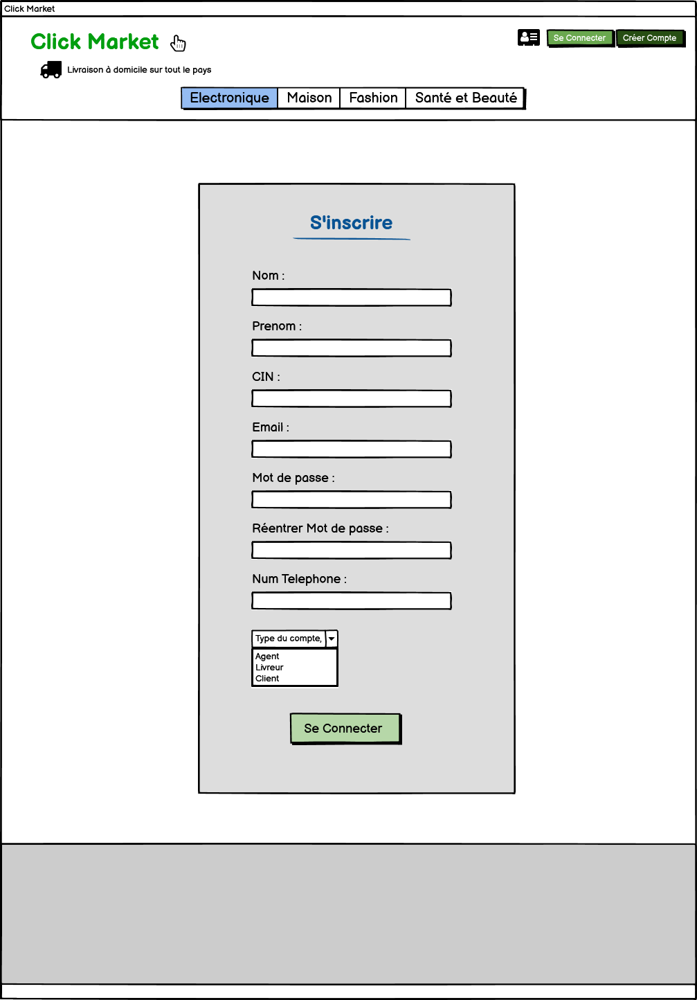 Click Market
Click Market
Se Connecter
Créer Compte
Livraison à domicile sur tout le pays
Electronique
Maison
Fashion
Santé et Beauté
S'inscrire
Nom :
Prenom :
CIN :
Email :
Mot de passe :
Réentrer Mot de passe :
Num Telephone :
Type du compte,
Agent
Livreur
Client
Se Connecter